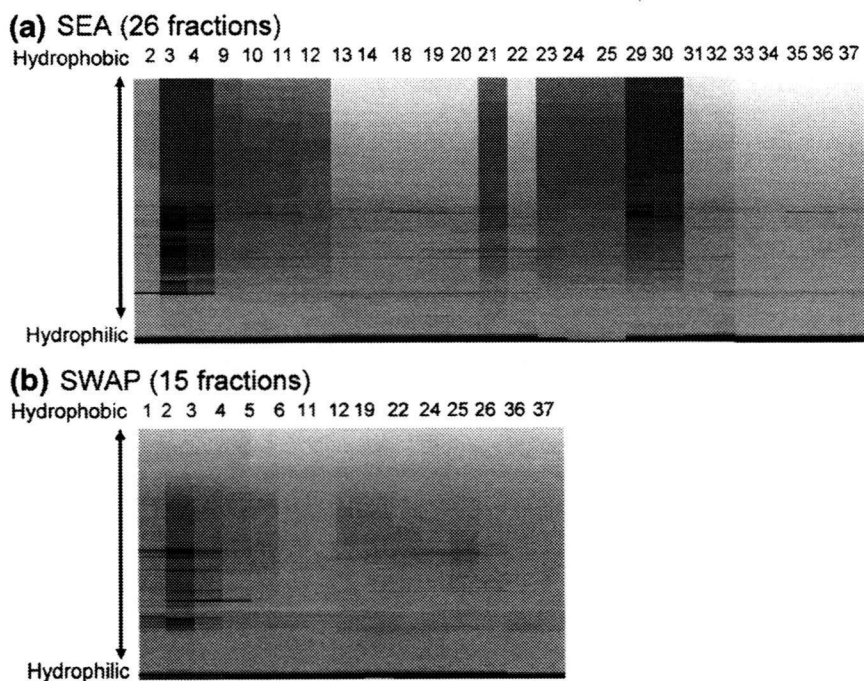 (a) SEA (26 fractions)
Hydrophobic 2 3 4 9 10 11 12 13 14 18 19 20 21 22 23 24 25 29 30 31 32 33 34 35 36 37
Hydrophilic
(b) SWAP (15 fractions)
Hydrophobic 1 2 3 4 5 6 11 12 19 22 24 25 26 36 37
Hydrophilic